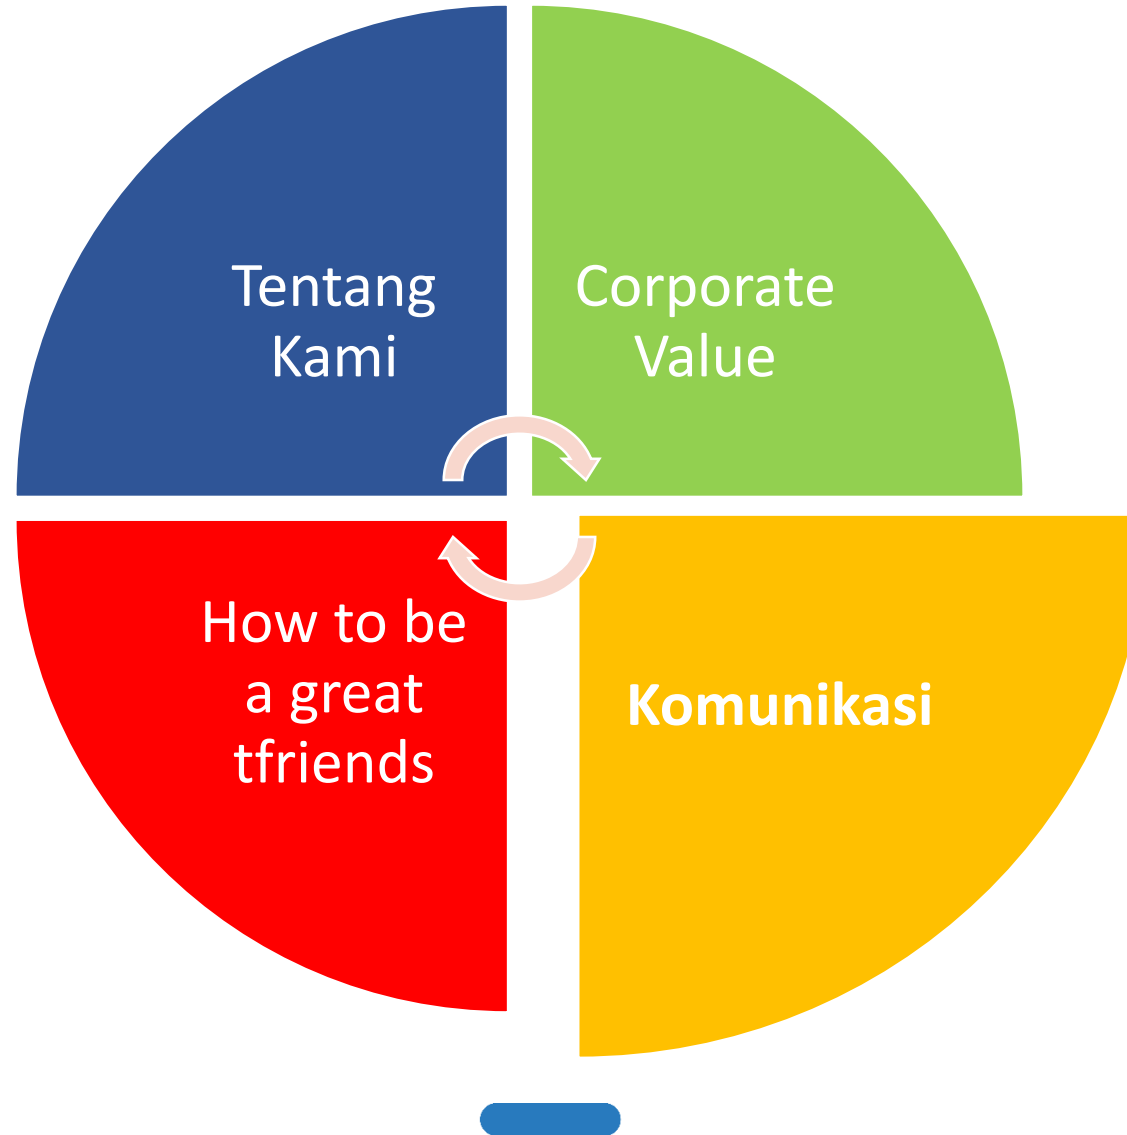 Tentang
Kami
Corporate
Value
How to be
a great
tfriends
Komunikasi